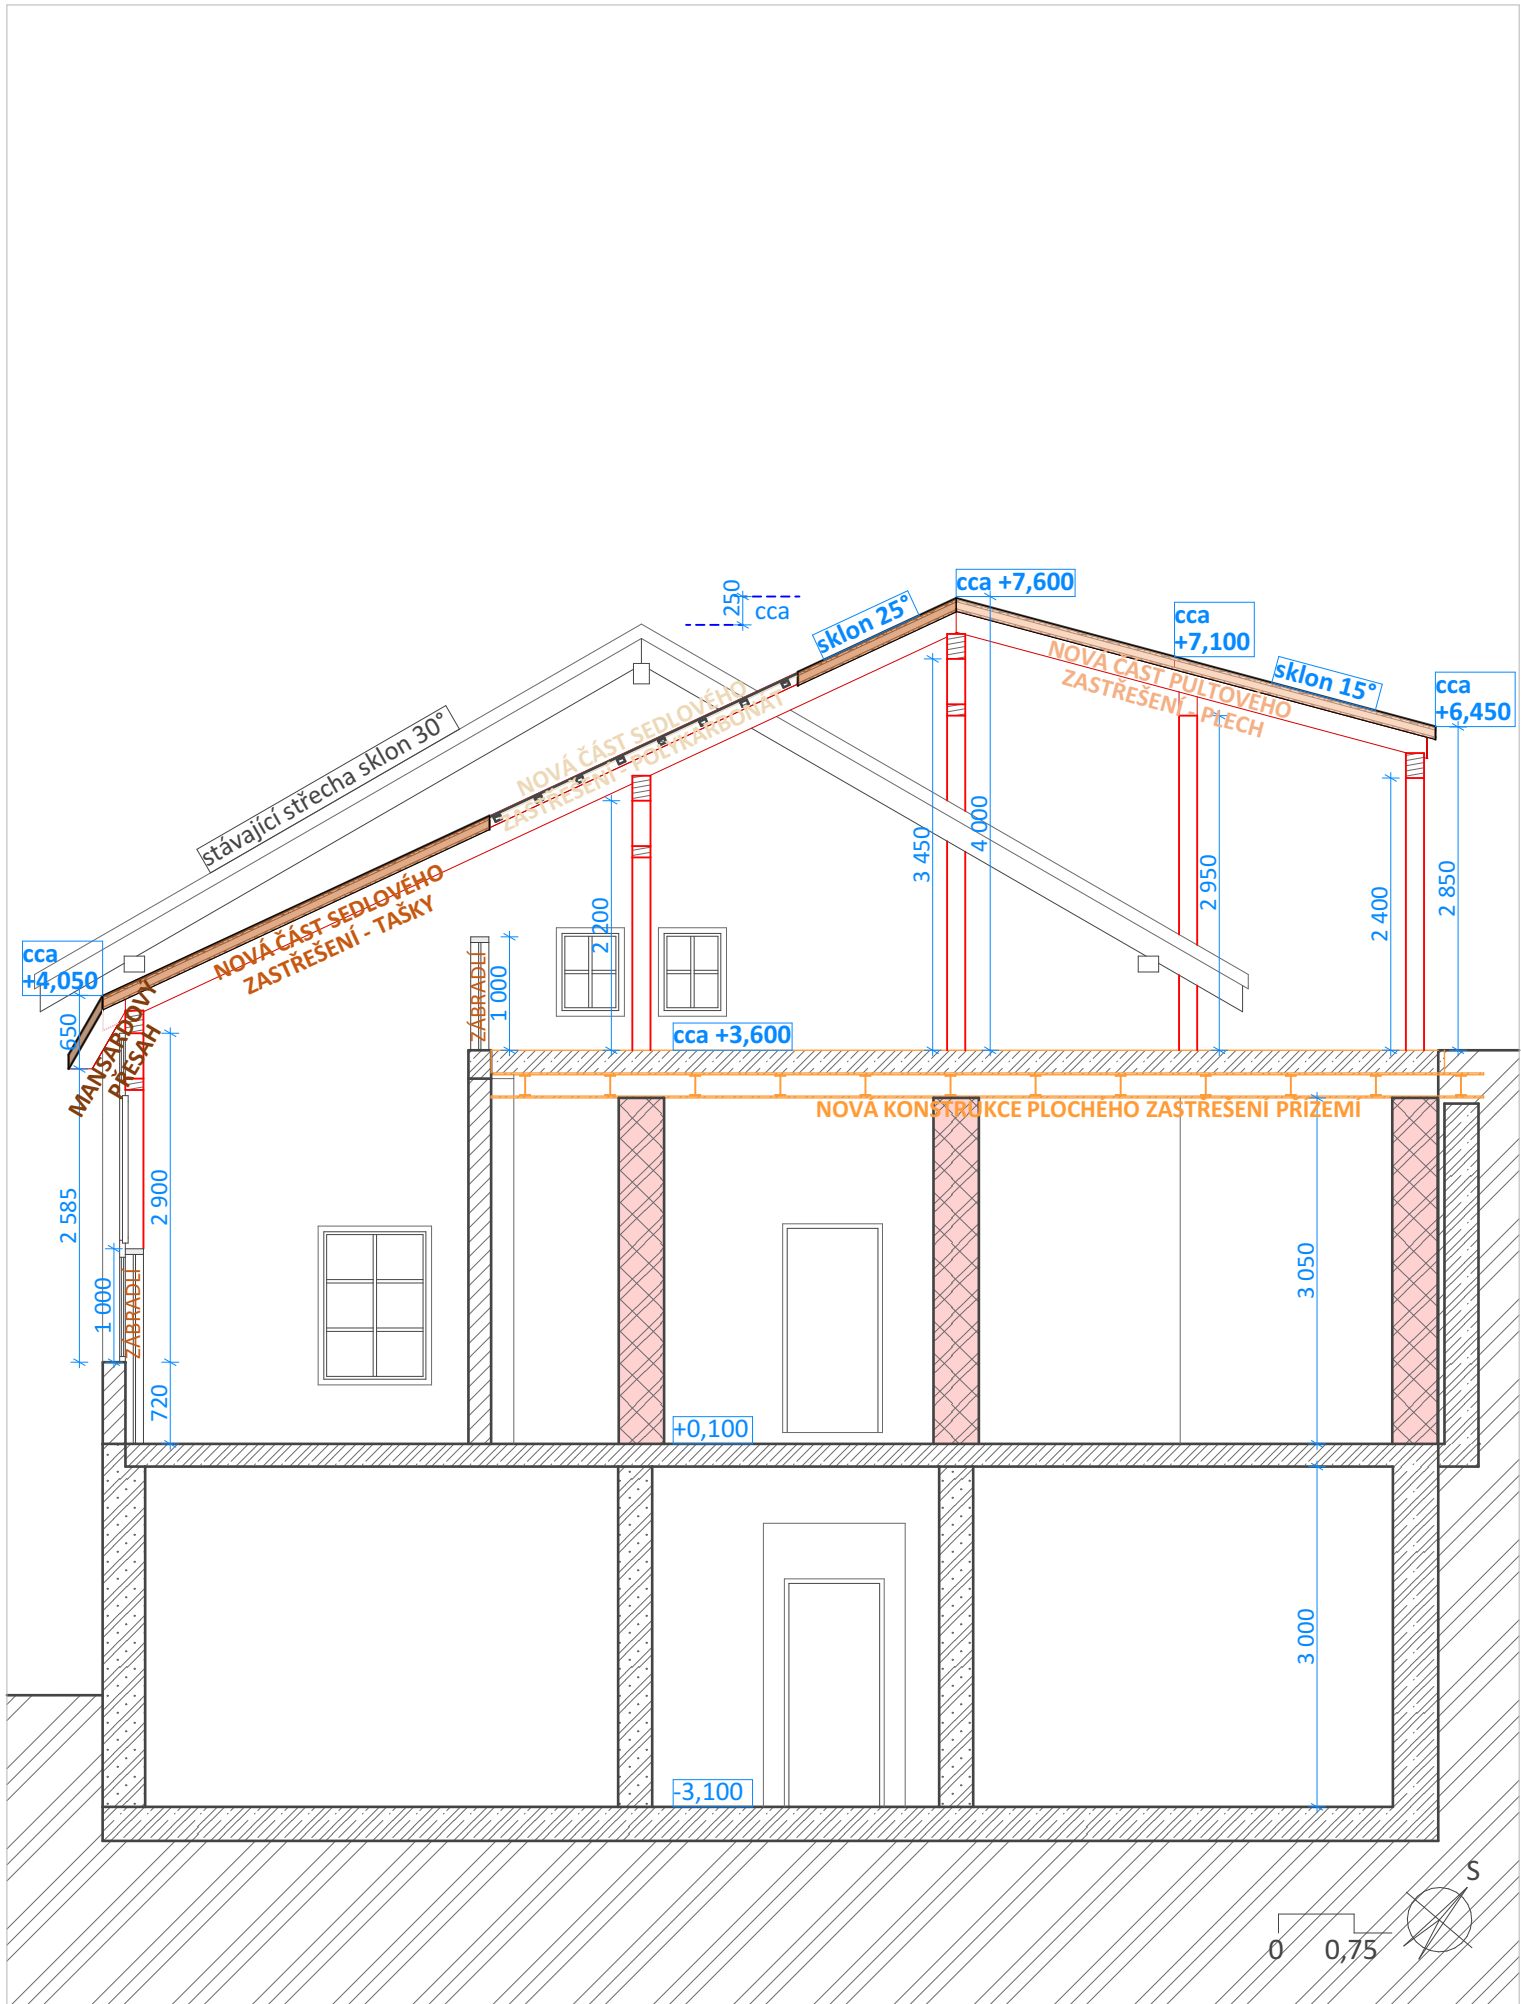 cca +7,600
250
cca
sklon 25°
cca
+7,100
sklon 15°
cca
+6,450
NOVÁ ČÁST PULTOVÉHO
ZASTŘEŠENÍ - PLECH
NOVÁ ČÁST SEDLOVÉHO
ZASTŘEŠENÍ - POLYKARBONÁT
stávající střecha sklon 30°
NOVÁ ČÁST SEDLOVÉHO
ZASTŘEŠENÍ - TAŠKY
cca
+4,050
MANSARDOVÝ
PŘESAH
650
ZÁBRADLÍ
1 000
2 200
3 450
4 000
2 950
2 400
2 850
cca +3,600
NOVÁ KONSTRUKCE PLOCHÉHO ZASTŘEŠENÍ PŘÍZEMÍ
2 585
2 900
1 000
ZÁBRADLÍ
720
3 050
+0,100
3 000
-3,100
S
0 0,75